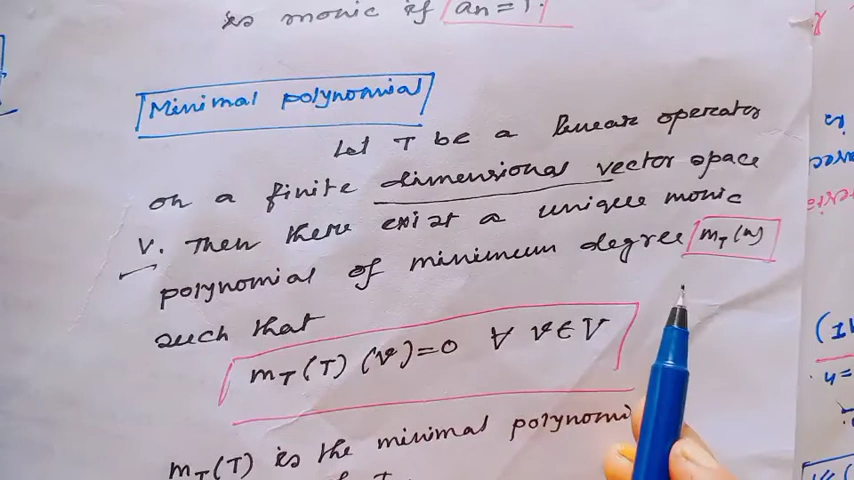 is monic if an=1.
Minimal polynomial
Let T be a linear operator
on a finite dimensional vector space
V. Then there exist a unique monic
polynomial of minimum degree mT(x)
such that
mT(T)(v)=0 ∀ v∈V
mT(T) is the minimal polynomi